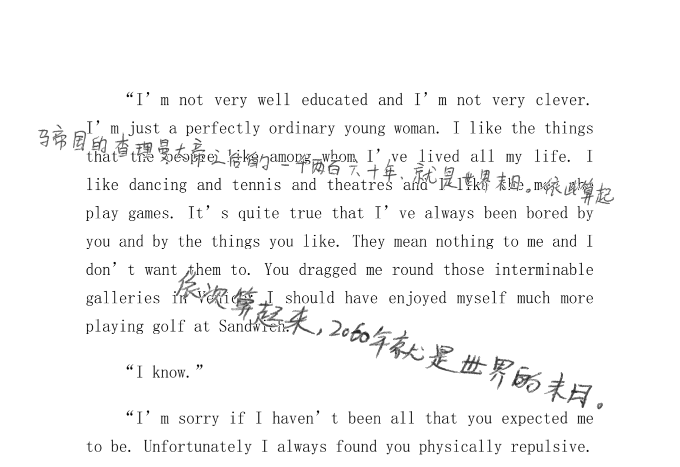 “I’m not very well educated and I’m not very clever.
I’m just a perfectly ordinary young woman. I like the things
that the people like among whom I’ve lived all my life. I
like dancing and tennis and theatres and I like the men who
play games. It’s quite true that I’ve always been bored by
you and by the things you like. They mean nothing to me and I
don’t want them to. You dragged me round those interminable
galleries in Venice. I should have enjoyed myself much more
playing golf at Sandwich.
“I know.”
“I’m sorry if I haven’t been all that you expected me
to be. Unfortunately I always found you physically repulsive.
马帝国的查理曼大帝之后的一千两百六十年,就是世界末日。依此算起
依次算起来,2060年就是世界的末日。